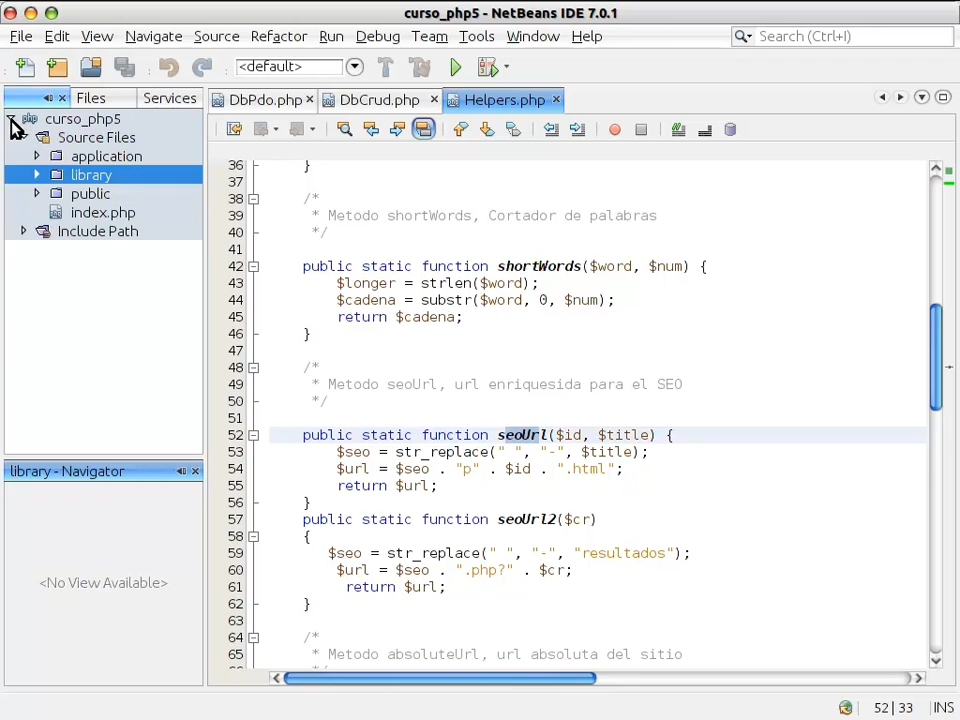 curso_php5 - NetBeans IDE 7.0.1
File Edit View Navigate Source Refactor Run Debug Team Tools Window Help
Search (Ctrl+I)
<default>
Files Services
DbPdo.php DbCrud.php Helpers.php
curso_php5
Source Files
application
library
public
index.php
Include Path
library - Navigator
<No View Available>
36 }
37
38 /*
39 * Metodo shortWords, Cortador de palabras
40 */
41
42 public static function shortWords($word, $num) {
43 $longer = strlen($word);
44 $cadena = substr($word, 0, $num);
45 return $cadena;
46 }
47
48 /*
49 * Metodo seoUrl, url enriquesida para el SEO
50 */
51
52 public static function seoUrl($id, $title) {
53 $seo = str_replace(" ", "-", $title);
54 $url = $seo . "p" . $id . ".html";
55 return $url;
56 }
57 public static function seoUrl2($cr)
58 {
59 $seo = str_replace(" ", "-", "resultados");
60 $url = $seo . ".php?" . $cr;
61 return $url;
62 }
63
64 /*
65 * Metodo absoluteUrl, url absoluta del sitio
52|33 INS